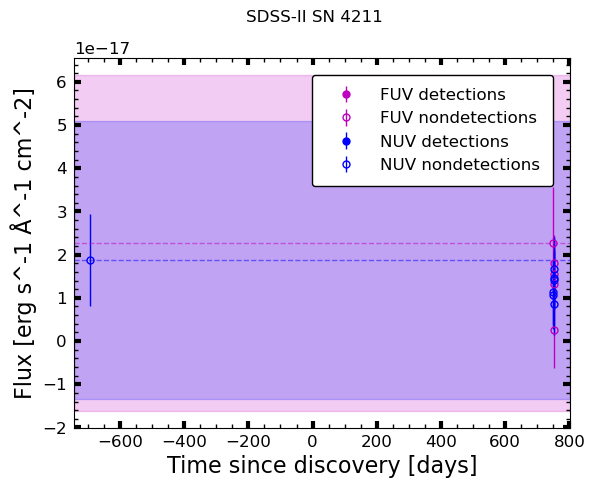 SDSS-II SN 4211
1e−17
6
5
4
3
2
1
0
−1
−2
Flux [erg s^-1 Å^-1 cm^-2]
FUV detections
FUV nondetections
NUV detections
NUV nondetections
−600 −400 −200 0 200 400 600 800
Time since discovery [days]